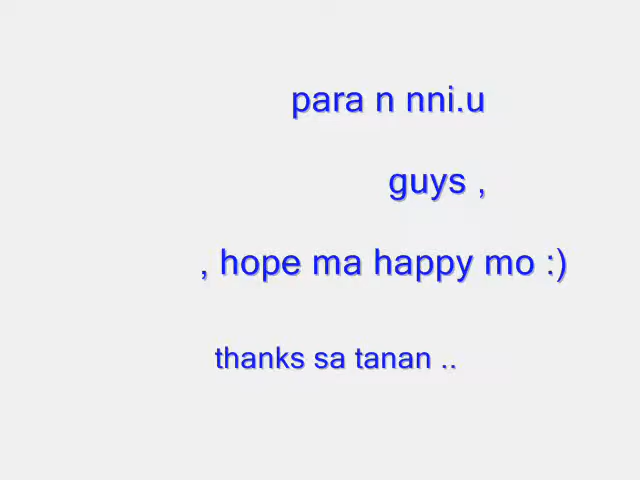 para n nni.u
guys ,
, hope ma happy mo :)
thanks sa tanan ..